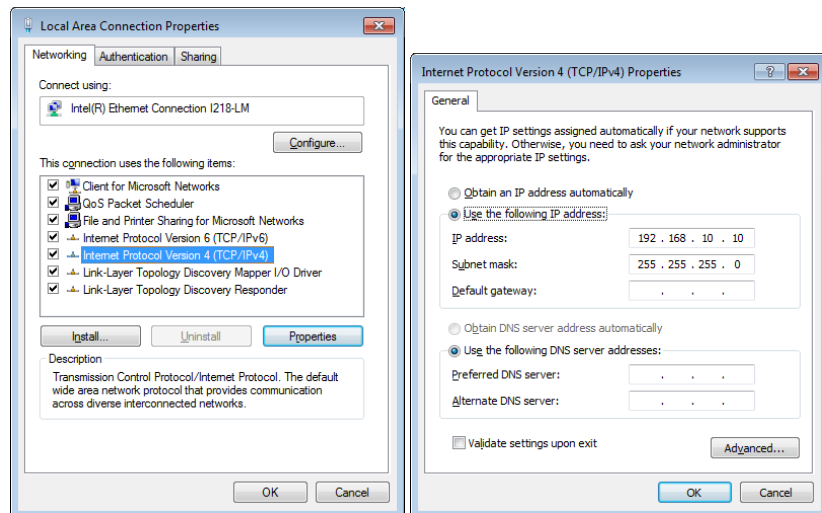 Local Area Connection Properties
Networking
Authentication
Sharing
Connect using:
Intel(R) Ethernet Connection I218-LM
Configure...
This connection uses the following items:
Client for Microsoft Networks
QoS Packet Scheduler
File and Printer Sharing for Microsoft Networks
Internet Protocol Version 6 (TCP/IPv6)
Internet Protocol Version 4 (TCP/IPv4)
Link-Layer Topology Discovery Mapper I/O Driver
Link-Layer Topology Discovery Responder
Install...
Uninstall
Properties
Description
Transmission Control Protocol/Internet Protocol. The default
wide area network protocol that provides communication
across diverse interconnected networks.
OK
Cancel
Internet Protocol Version 4 (TCP/IPv4) Properties
General
You can get IP settings assigned automatically if your network supports
this capability. Otherwise, you need to ask your network administrator
for the appropriate IP settings.
Obtain an IP address automatically
Use the following IP address:
IP address: 192 . 168 . 10 . 10
Subnet mask: 255 . 255 . 255 . 0
Default gateway: . . .
Obtain DNS server address automatically
Use the following DNS server addresses:
Preferred DNS server: . . .
Alternate DNS server: . . .
Validate settings upon exit
Advanced...
OK
Cancel